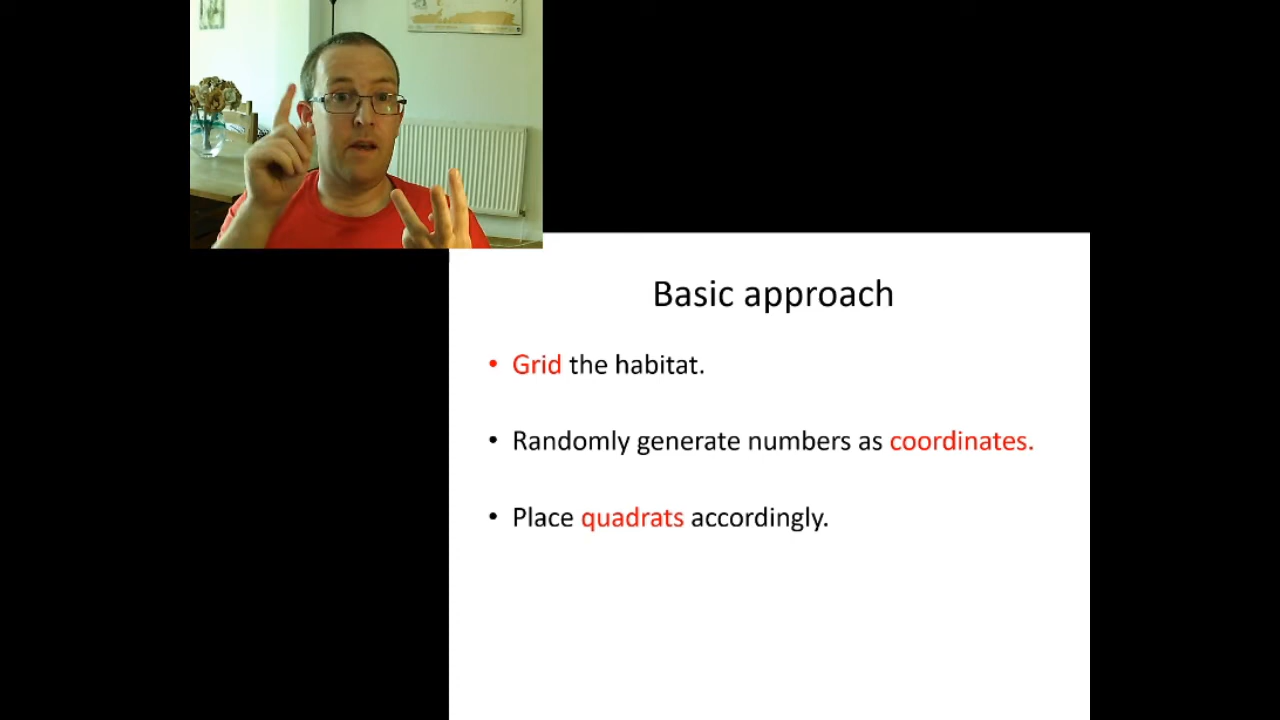 Basic approach
• Grid the habitat.
• Randomly generate numbers as coordinates.
• Place quadrats accordingly.